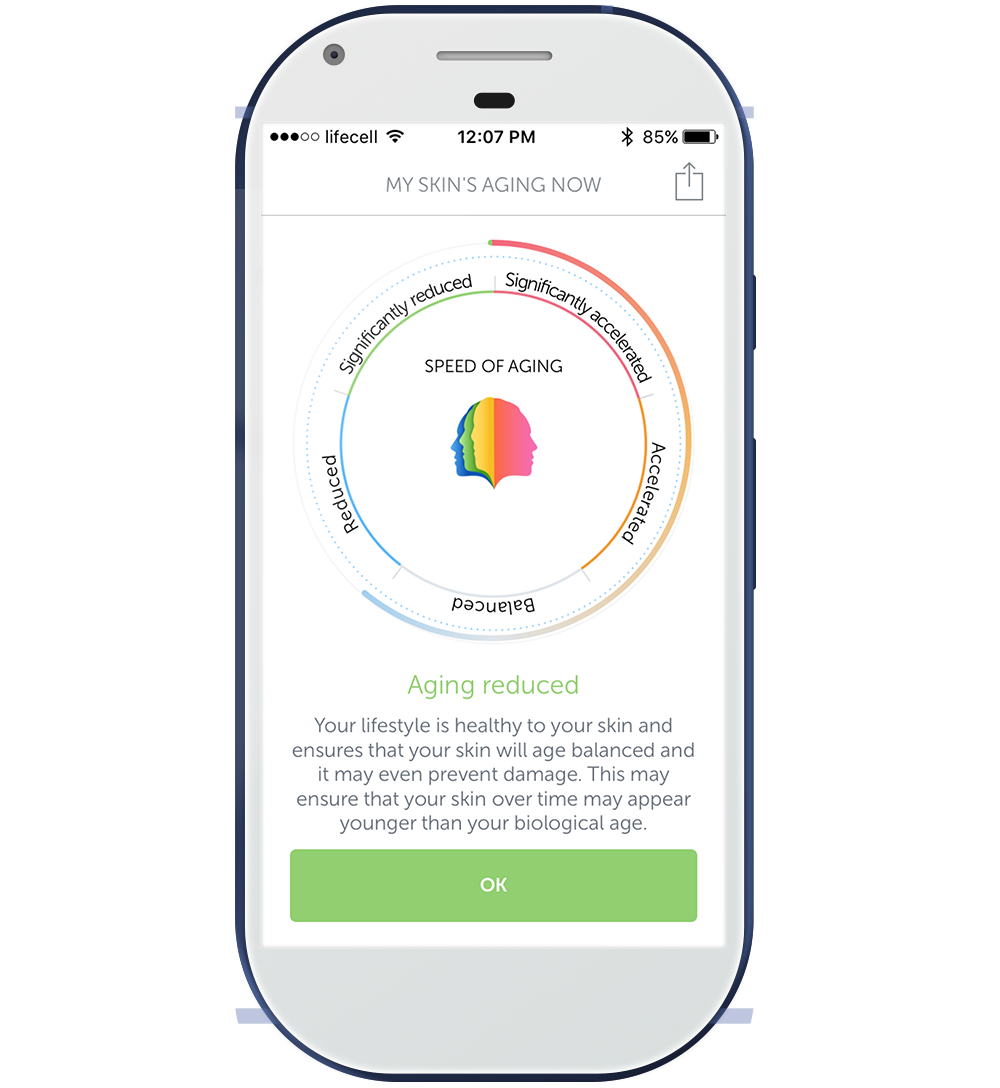 lifecell 12:07 PM 85%
MY SKIN'S AGING NOW
Significantly reduced
Significantly accelerated
SPEED OF AGING
Reduced
Accelerated
Balanced
Aging reduced
Your lifestyle is healthy to your skin and
ensures that your skin will age balanced and
it may even prevent damage. This may
ensure that your skin over time may appear
younger than your biological age.
OK